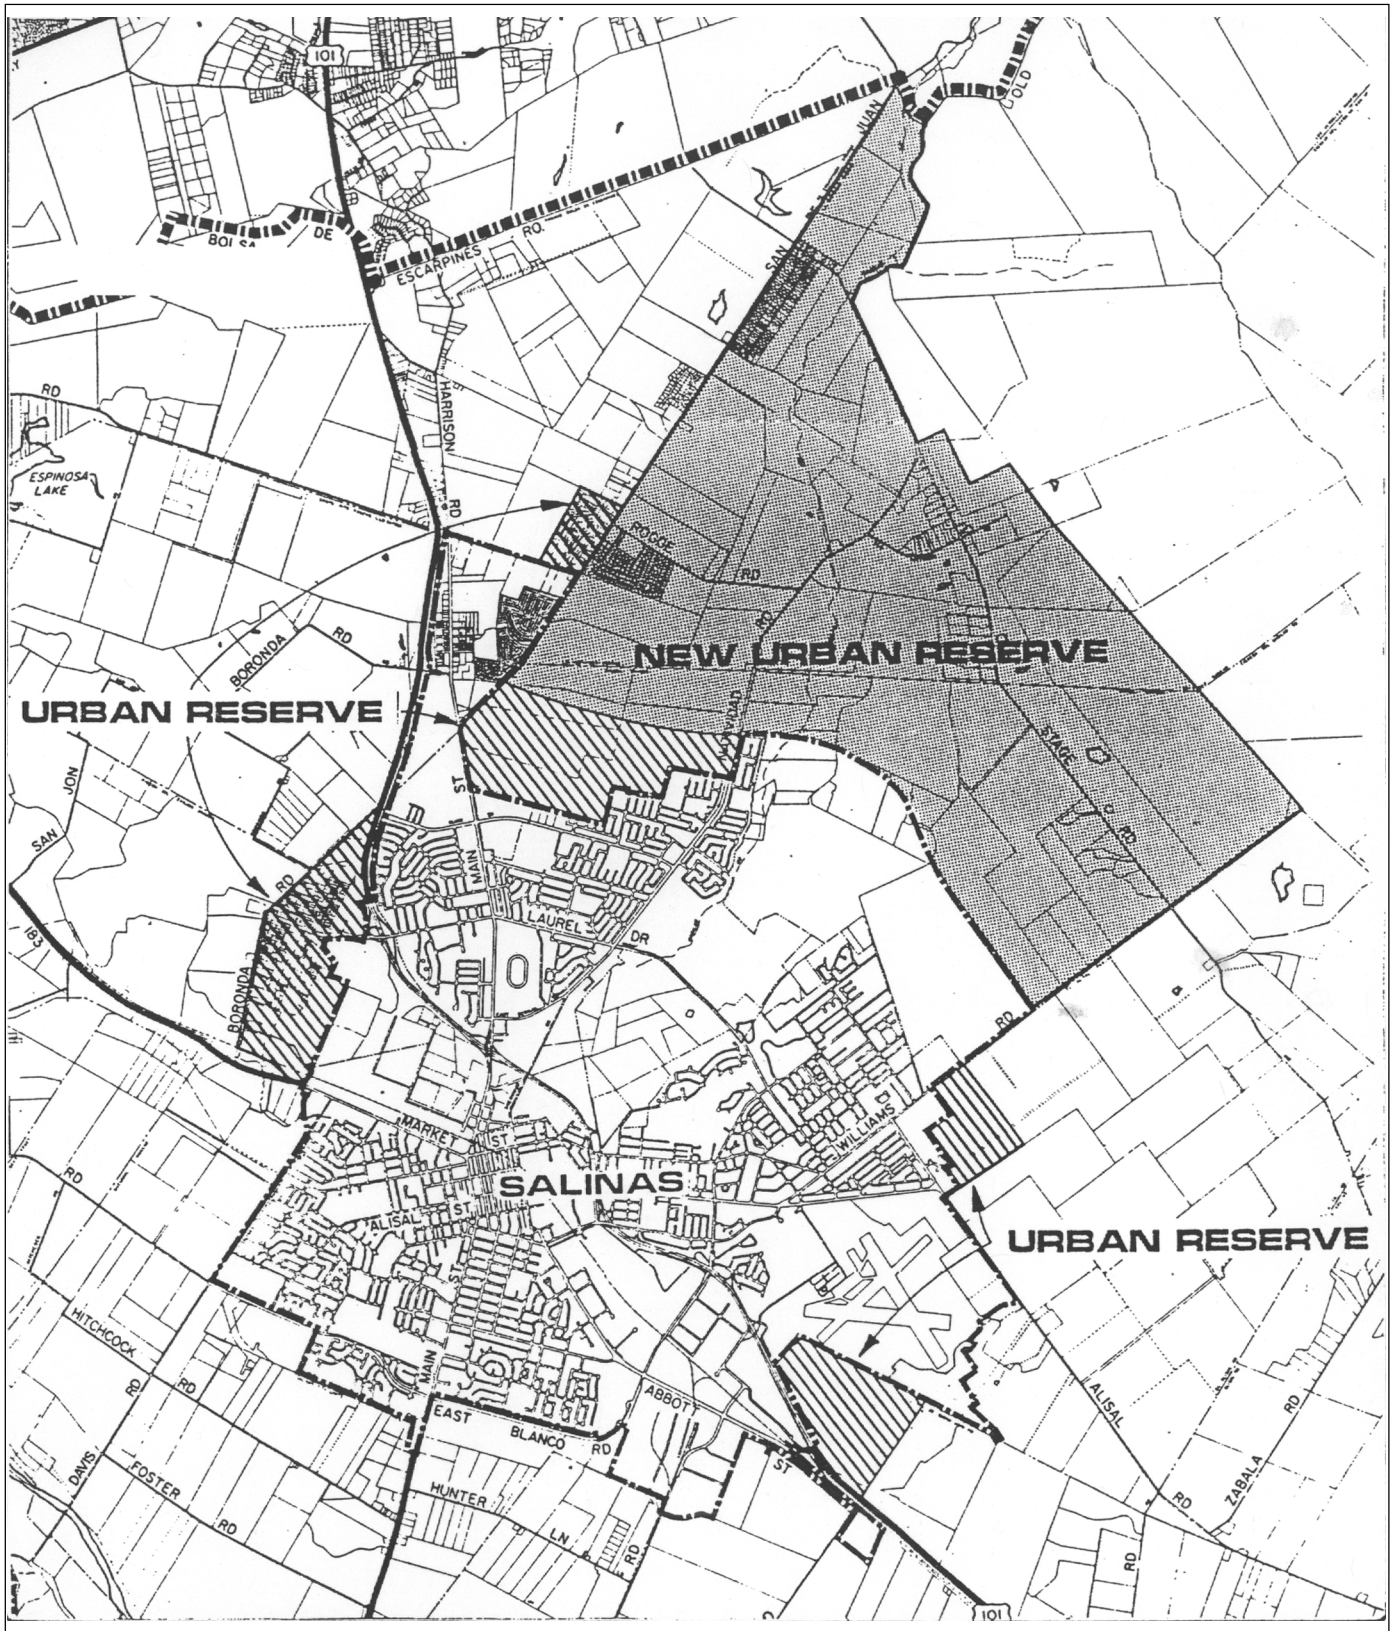 101
OLD
JUAN
BOLSA
DE
RO.
ESCARPINES
SAN
RD
HARRISON
ESPINOSA
LAKE
RD
ROGGE
RD
RD
NEW URBAN RESERVE
RD
BORONDA
URBAN RESERVE
NATIVIDAD
STAGE
ST
JON
RD
SAN
MAIN
RD
LAUREL
DR
183
BORONDA
RD
MARKET
ST
WILLIAMS
RD
SALINAS
ALISAL
ST
URBAN RESERVE
ST
HITCHCOCK
MAIN
RD
RD
ABBOTT
ALISAL
EAST
BLANCO
RD
RD
ST
ZABALA
DAVIS
FOSTER
HUNTER
RD
RD
LN
RD
RD
101